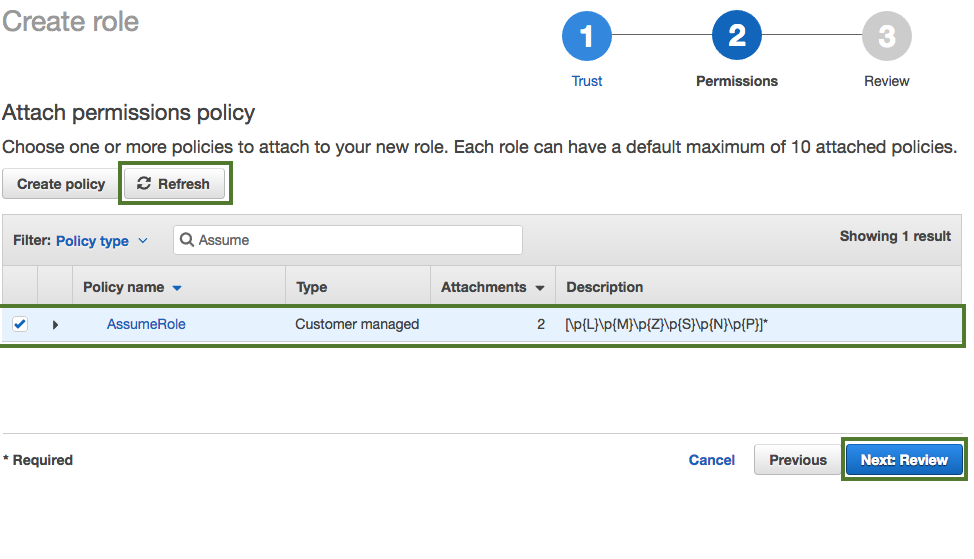 Create role
1
2
3
Trust
Permissions
Review
Attach permissions policy
Choose one or more policies to attach to your new role. Each role can have a default maximum of 10 attached policies.
Create policy
Refresh
Filter: Policy type
Assume
Showing 1 result
Policy name
Type
Attachments
Description
AssumeRole
Customer managed
2
[\p{L}\p{M}\p{Z}\p{S}\p{N}\p{P}]*
* Required
Cancel
Previous
Next: Review